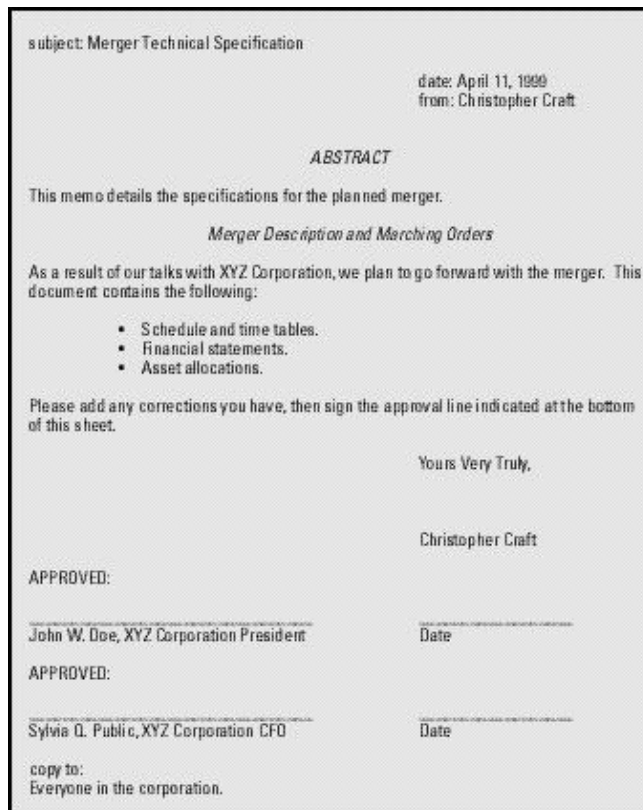 subject: Merger Technical Specification
date: April 11, 1999
from: Christopher Craft
ABSTRACT
This memo details the specifications for the planned merger.
Merger Description and Marching Orders
As a result of our talks with XYZ Corporation, we plan to go forward with the merger. This
document contains the following:
• Schedule and time tables.
• Financial statements.
• Asset allocations.
Please add any corrections you have, then sign the approval line indicated at the bottom
of this sheet.
Yours Very Truly,
Christopher Craft
APPROVED:
John W. Doe, XYZ Corporation President Date
APPROVED:
Sylvia Q. Public, XYZ Corporation CFO Date
copy to:
Everyone in the corporation.